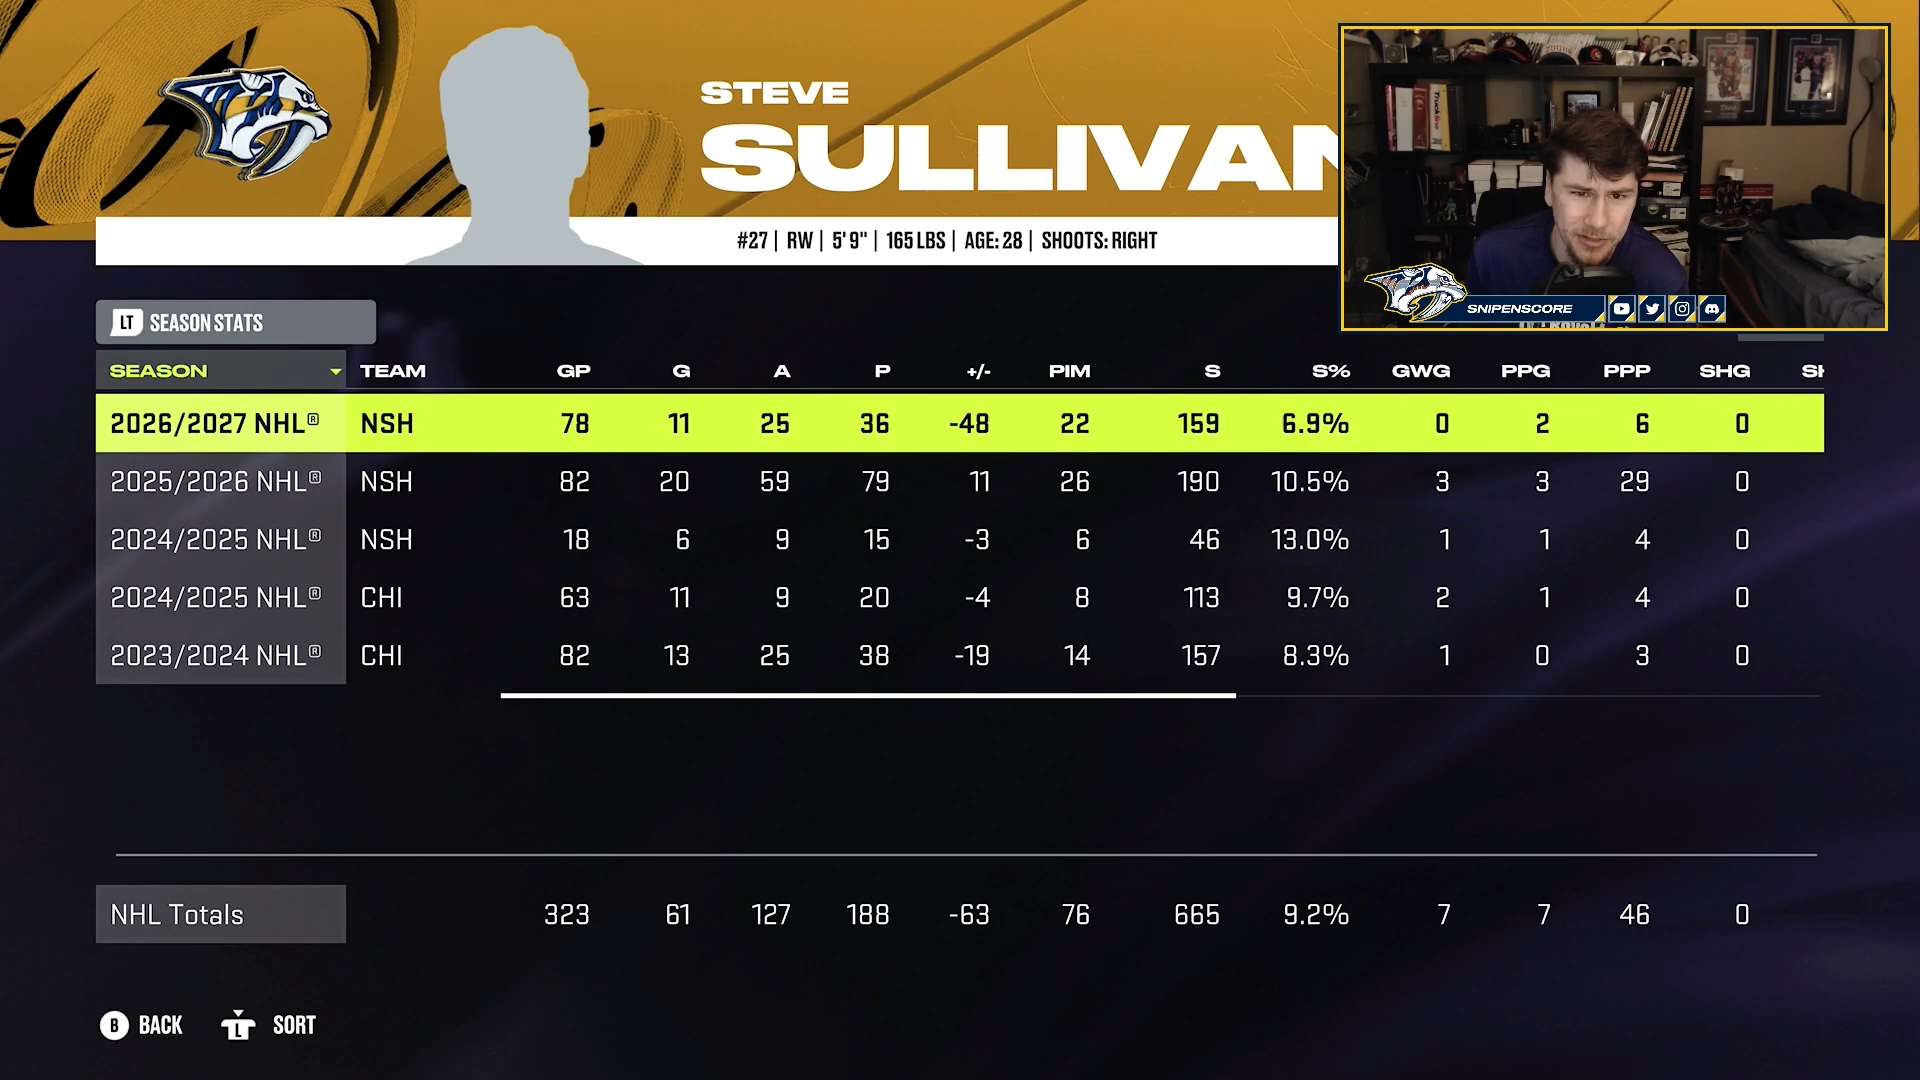 STEVE
SULLIVAN
#27 | RW | 5'9" | 165 LBS | AGE: 28 | SHOOTS: RIGHT
SNIPENSCORE
LT SEASON STATS
SEASON TEAM GP G A P +/- PIM S S% GWG PPG PPP SHG
2026/2027 NHL® NSH 78 11 25 36 -48 22 159 6.9% 0 2 6 0
2025/2026 NHL® NSH 82 20 59 79 11 26 190 10.5% 3 3 29 0
2024/2025 NHL® NSH 18 6 9 15 -3 6 46 13.0% 1 1 4 0
2024/2025 NHL® CHI 63 11 9 20 -4 8 113 9.7% 2 1 4 0
2023/2024 NHL® CHI 82 13 25 38 -19 14 157 8.3% 1 0 3 0
NHL Totals 323 61 127 188 -63 76 665 9.2% 7 7 46 0
B BACK L SORT